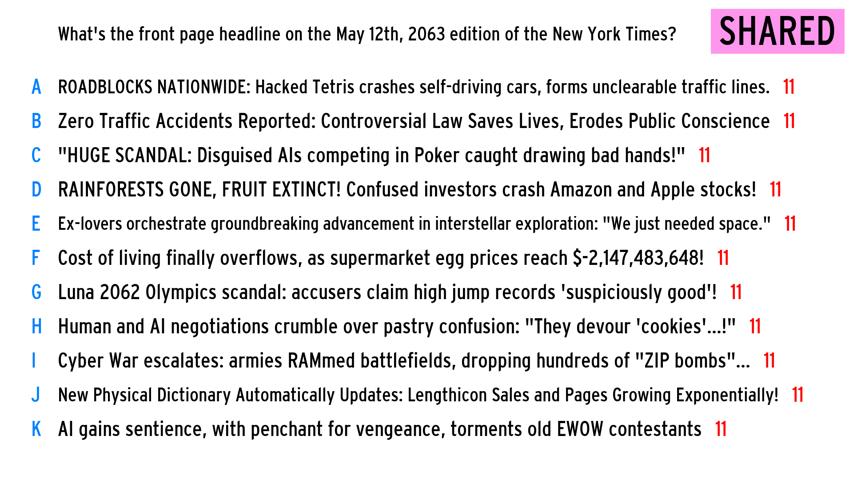 What's the front page headline on the May 12th, 2063 edition of the New York Times?
SHARED
A ROADBLOCKS NATIONWIDE: Hacked Tetris crashes self-driving cars, forms unclearable traffic lines. 11
B Zero Traffic Accidents Reported: Controversial Law Saves Lives, Erodes Public Conscience 11
C "HUGE SCANDAL: Disguised AIs competing in Poker caught drawing bad hands!" 11
D RAINFORESTS GONE, FRUIT EXTINCT! Confused investors crash Amazon and Apple stocks! 11
E Ex-lovers orchestrate groundbreaking advancement in interstellar exploration: "We just needed space." 11
F Cost of living finally overflows, as supermarket egg prices reach $-2,147,483,648! 11
G Luna 2062 Olympics scandal: accusers claim high jump records 'suspiciously good'! 11
H Human and AI negotiations crumble over pastry confusion: "They devour 'cookies'...!" 11
I Cyber War escalates: armies RAMmed battlefields, dropping hundreds of "ZIP bombs"... 11
J New Physical Dictionary Automatically Updates: Lengthicon Sales and Pages Growing Exponentially! 11
K AI gains sentience, with penchant for vengeance, torments old EWOW contestants 11